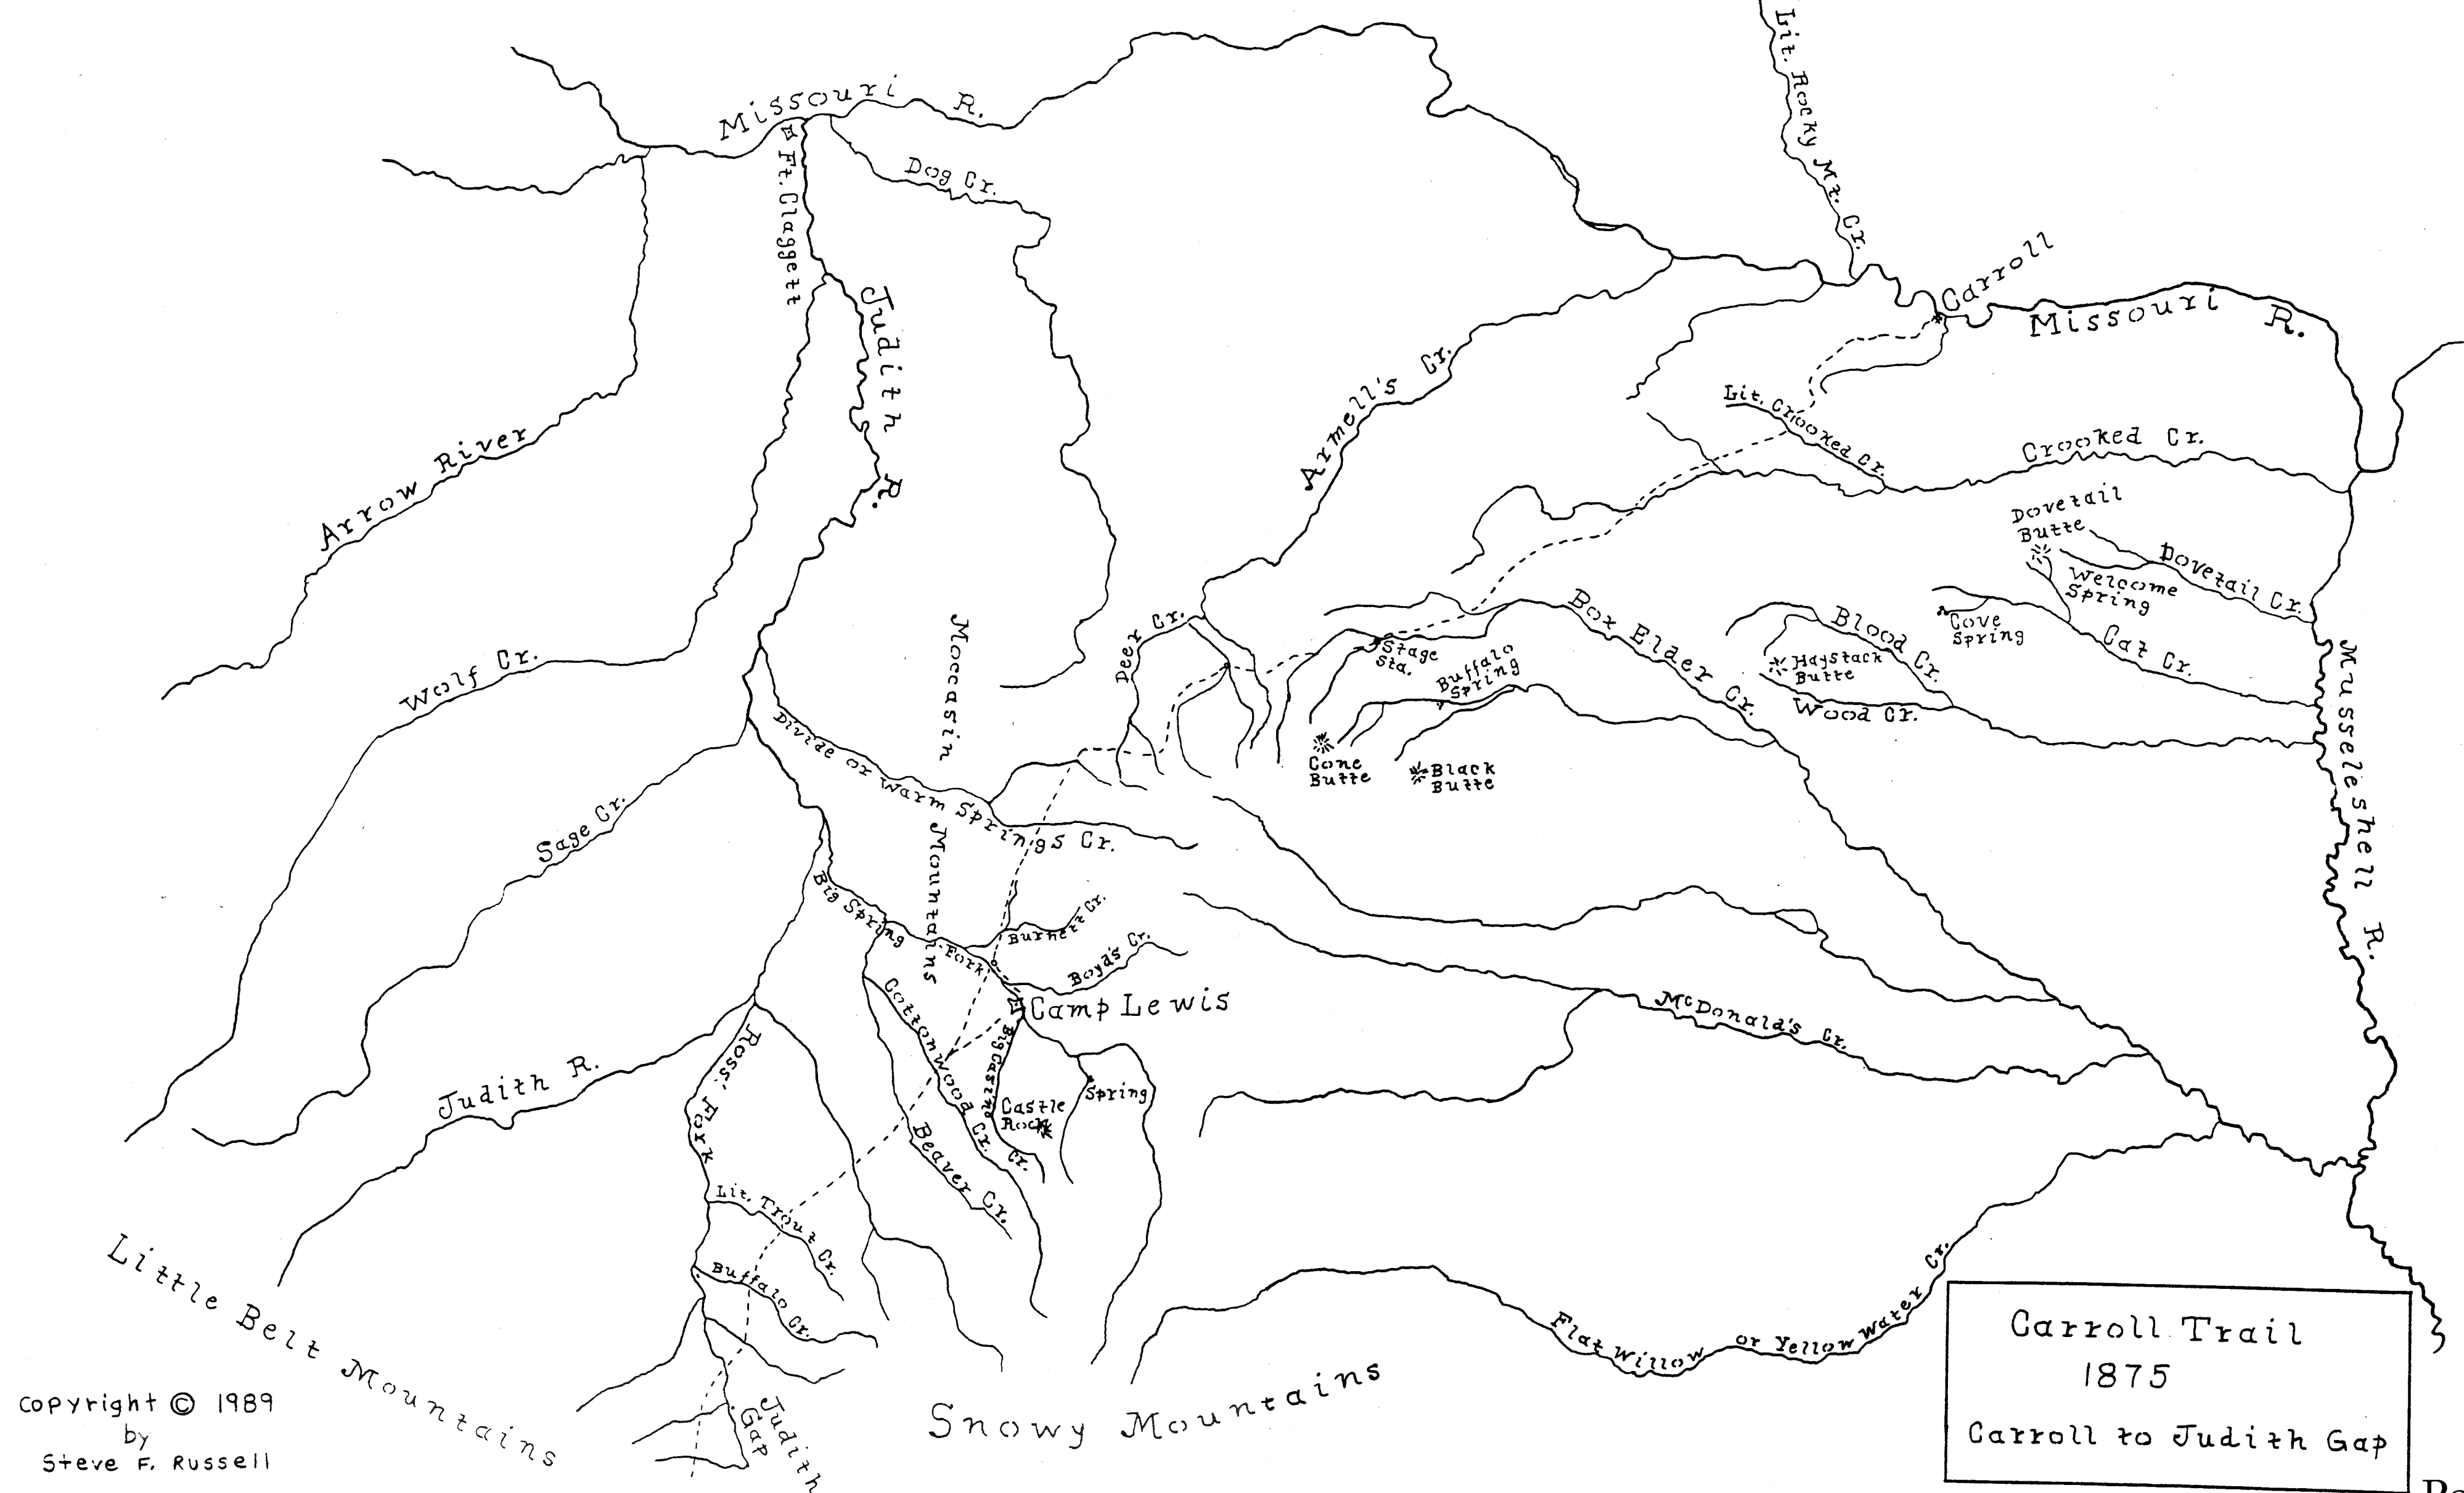 Lit. Rocky Mt. Cr.
Missouri R.
Ft. Claggett
Dog Cr.
Judith R.
Carroll
Missouri R.
Armell's Cr.
Lit. Crooked Cr.
Crooked Cr.
Arrow River
Dovetail
Butte
Dovetail Cr.
Welcome
Spring
Cove
Spring
Cat Cr.
Blood Cr.
Box Elder Cr.
Haystack
Butte
Wood Cr.
Musseleshell R.
Wolf Cr.
Moccasin Mountains
Deer Cr.
Stage
Sta.
Buffalo
Spring
Cone
Butte
Black
Butte
Divide or Warm Springs Cr.
Sage Cr.
Big Spring Fork
Burnett Cr.
Boyd's Cr.
Camp Lewis
Cottonwood Cr.
Big Casino Cr.
Castle
Rock
Spring
McDonald's Cr.
Judith R.
Ross' Fork
Beaver Cr.
Lit. Trout Cr.
Buffalo Cr.
Little Belt Mountains
Judith
Gap
Snowy Mountains
Flat Willow or Yellow Water Cr.
Carroll Trail
1875
Carroll to Judith Gap
Copyright © 1989
by
Steve F. Russell